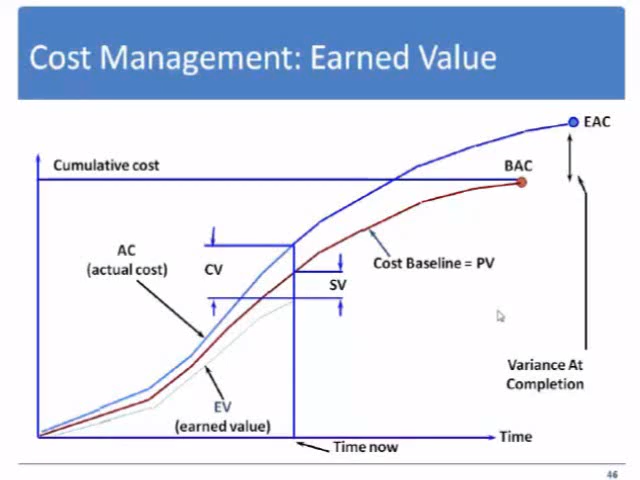 Cost Management: Earned Value
EAC
Cumulative cost
BAC
AC
(actual cost)
CV
Cost Baseline = PV
SV
Variance At
Completion
EV
(earned value)
Time
Time now
46